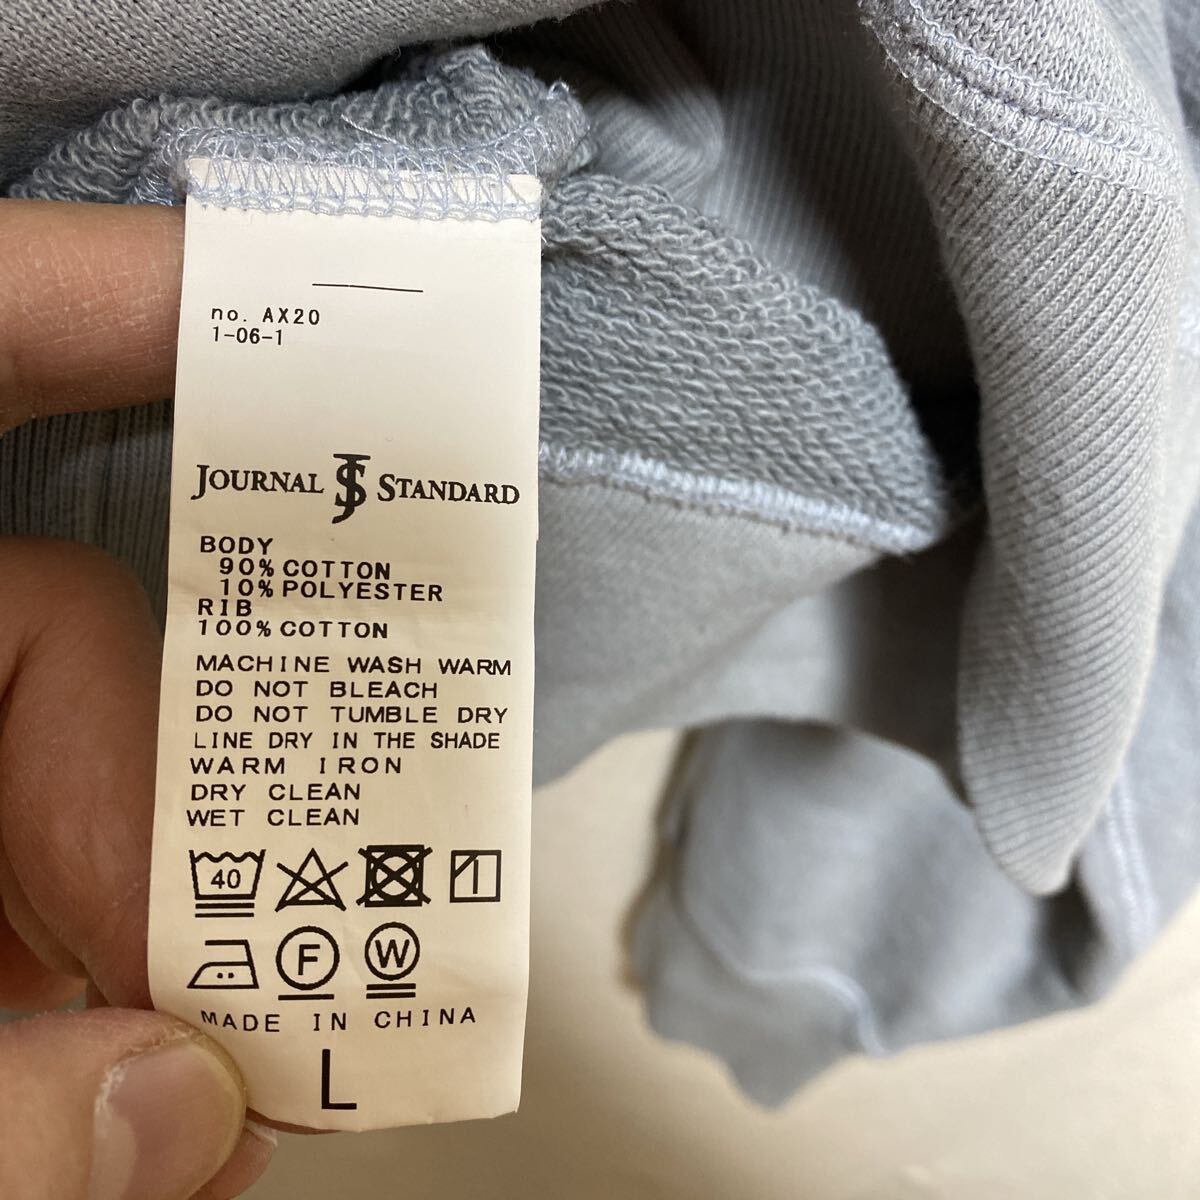 no. AX20
1-06-1
JOURNAL JS STANDARD
BODY
90% COTTON
10% POLYESTER
RIB
100% COTTON
MACHINE WASH WARM
DO NOT BLEACH
DO NOT TUMBLE DRY
LINE DRY IN THE SHADE
WARM IRON
DRY CLEAN
WET CLEAN
40
F W
MADE IN CHINA
L